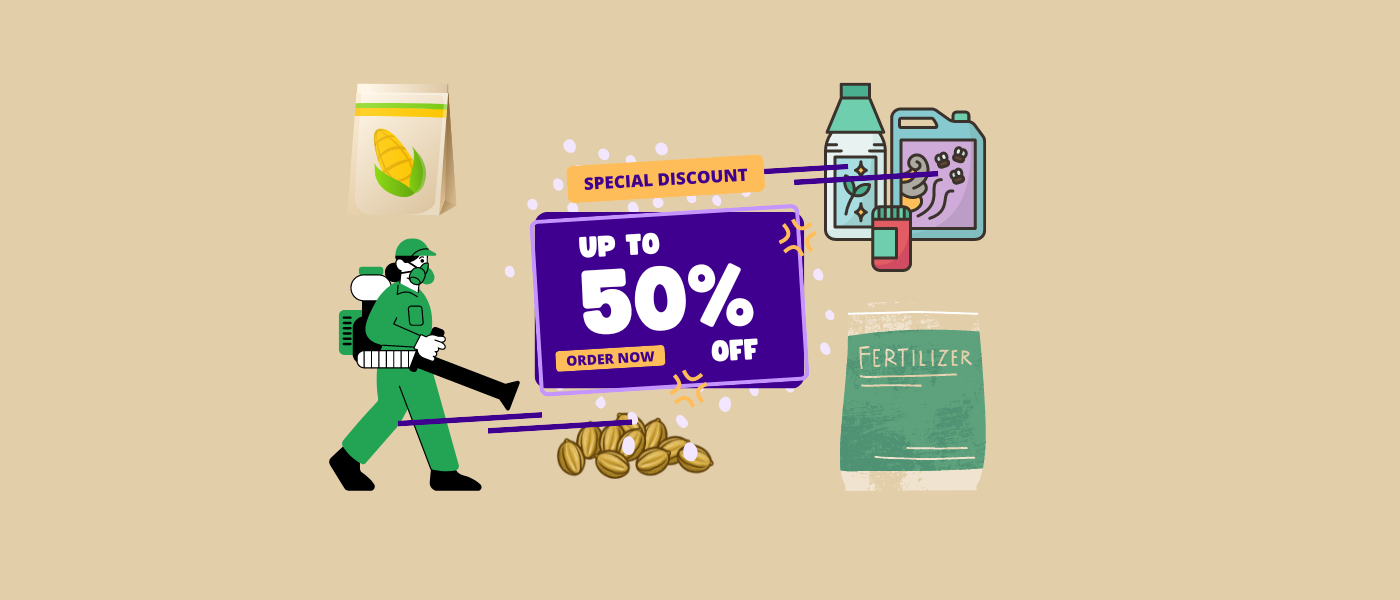 SPECIAL DISCOUNT
UP TO
50%
OFF
ORDER NOW
FERTILIZER